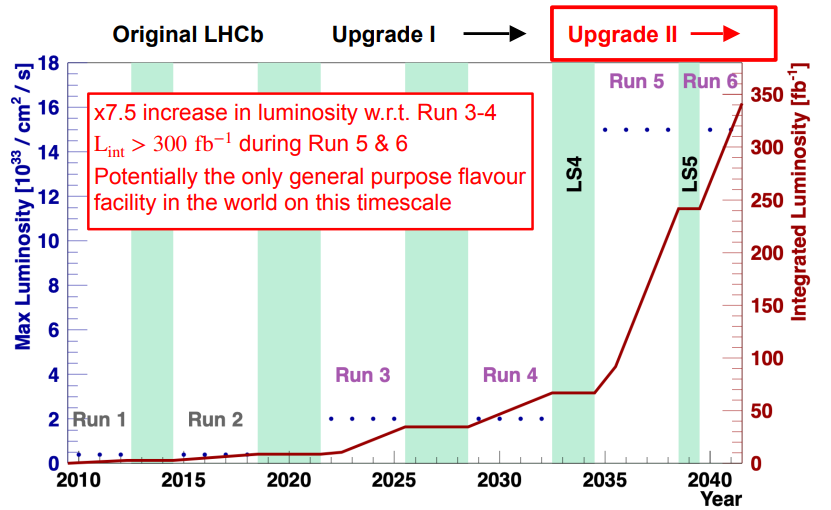 Original LHCb
Upgrade I
Upgrade II
Max Luminosity [10³³ / cm² / s]
18
16
14
12
10
8
6
4
2
0
x7.5 increase in luminosity w.r.t. Run 3-4
L_int > 300 fb⁻¹ during Run 5 & 6
Potentially the only general purpose flavour
facility in the world on this timescale
Run 1
Run 2
Run 3
Run 4
LS4
Run 5
LS5
Run 6
350
300
250
200
150
100
50
0
Integrated Luminosity [fb⁻¹]
2010 2015 2020 2025 2030 2035 2040
Year